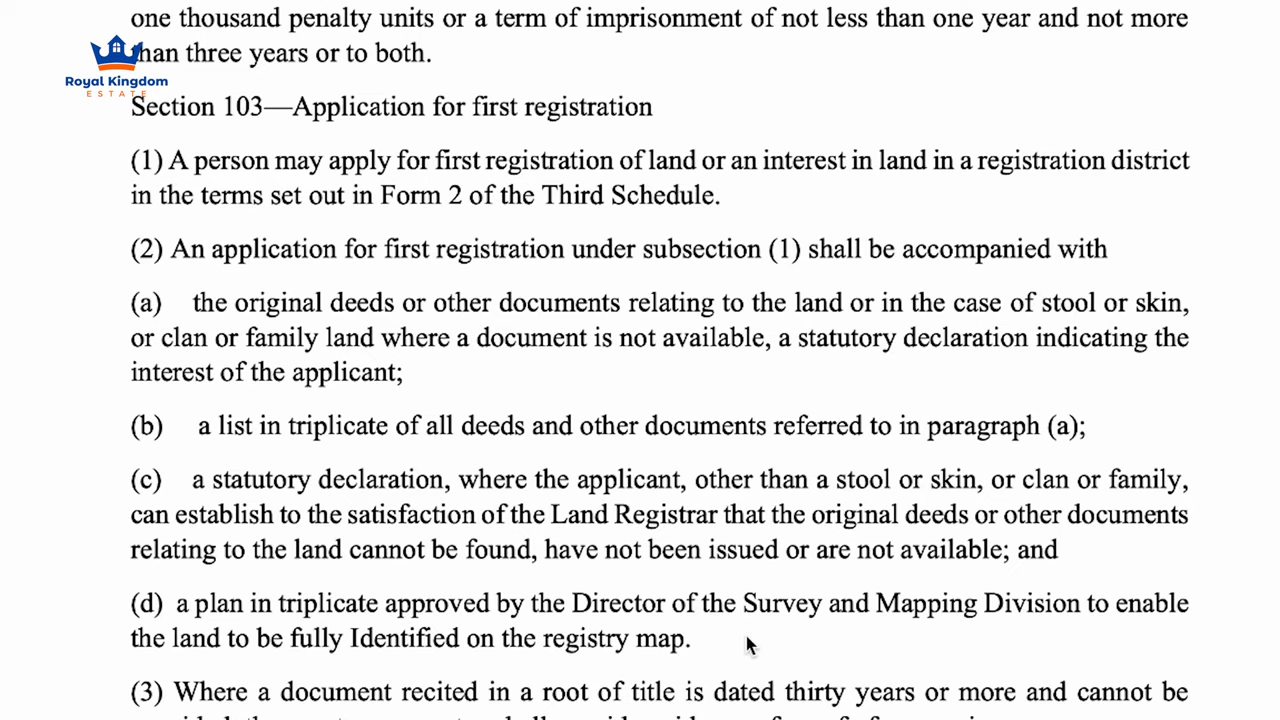 one thousand penalty units or a term of imprisonment of not less than one year and not more
than three years or to both.
Royal Kingdom
ESTATE
Section 103—Application for first registration
(1) A person may apply for first registration of land or an interest in land in a registration district
in the terms set out in Form 2 of the Third Schedule.
(2) An application for first registration under subsection (1) shall be accompanied with
(a) the original deeds or other documents relating to the land or in the case of stool or skin,
or clan or family land where a document is not available, a statutory declaration indicating the
interest of the applicant;
(b) a list in triplicate of all deeds and other documents referred to in paragraph (a);
(c) a statutory declaration, where the applicant, other than a stool or skin, or clan or family,
can establish to the satisfaction of the Land Registrar that the original deeds or other documents
relating to the land cannot be found, have not been issued or are not available; and
(d) a plan in triplicate approved by the Director of the Survey and Mapping Division to enable
the land to be fully Identified on the registry map.
(3) Where a document recited in a root of title is dated thirty years or more and cannot be